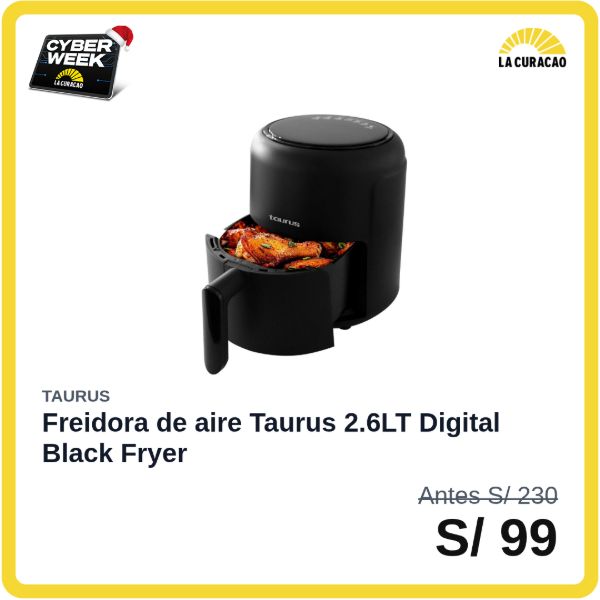 CYBER
WEEK
LA CURACAO
LA CURACAO
taurus
TAURUS
Freidora de aire Taurus 2.6LT Digital
Black Fryer
Antes S/ 230
S/ 99